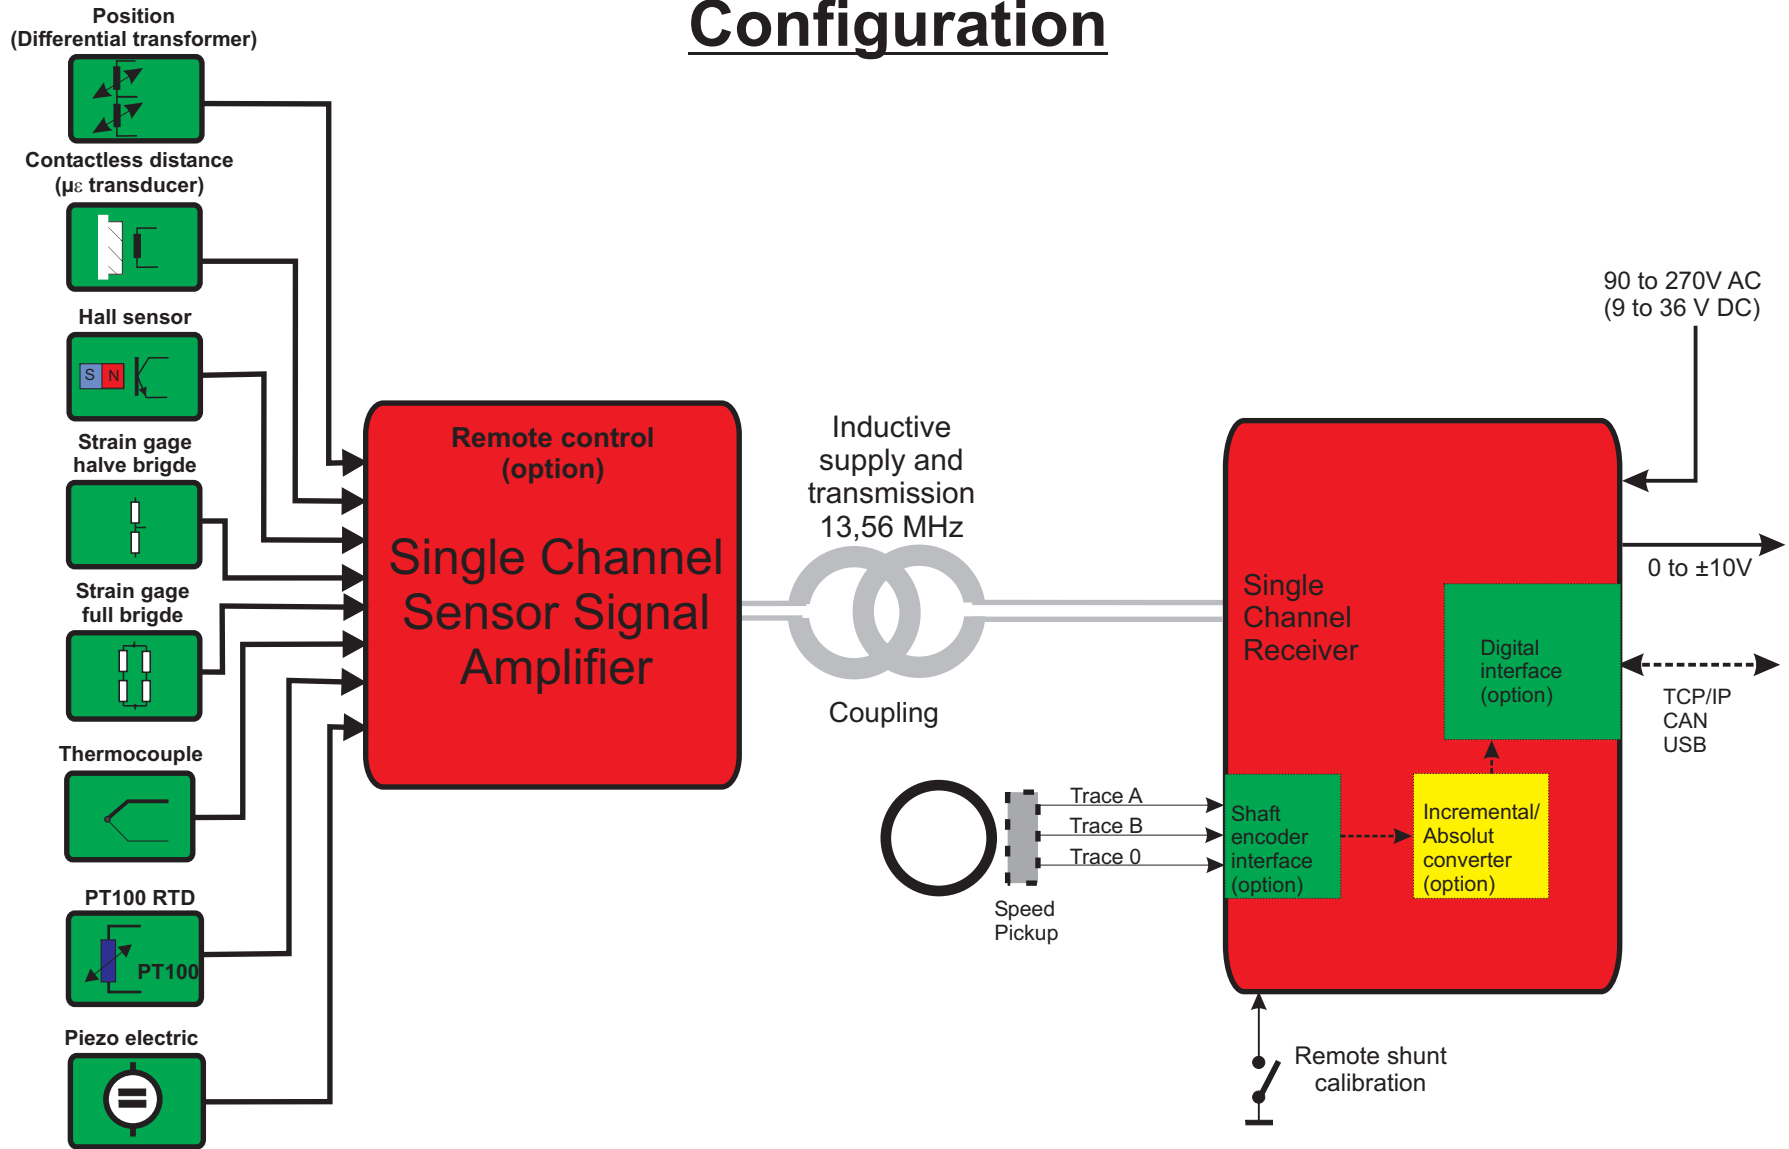 Configuration
Position
(Differential transformer)
Contactless distance
(µε transducer)
Hall sensor
S N
Strain gage
halve brigde
Strain gage
full brigde
Thermocouple
PT100 RTD
PT100
Piezo electric
Remote control
(option)
Single Channel
Sensor Signal
Amplifier
Inductive
supply and
transmission
13,56 MHz
Coupling
Trace A
Trace B
Trace 0
Speed
Pickup
90 to 270V AC
(9 to 36 V DC)
0 to ±10V
Single
Channel
Receiver
Digital
interface
(option)
TCP/IP
CAN
USB
Shaft
encoder
interface
(option)
Incremental/
Absolut
converter
(option)
Remote shunt
calibration